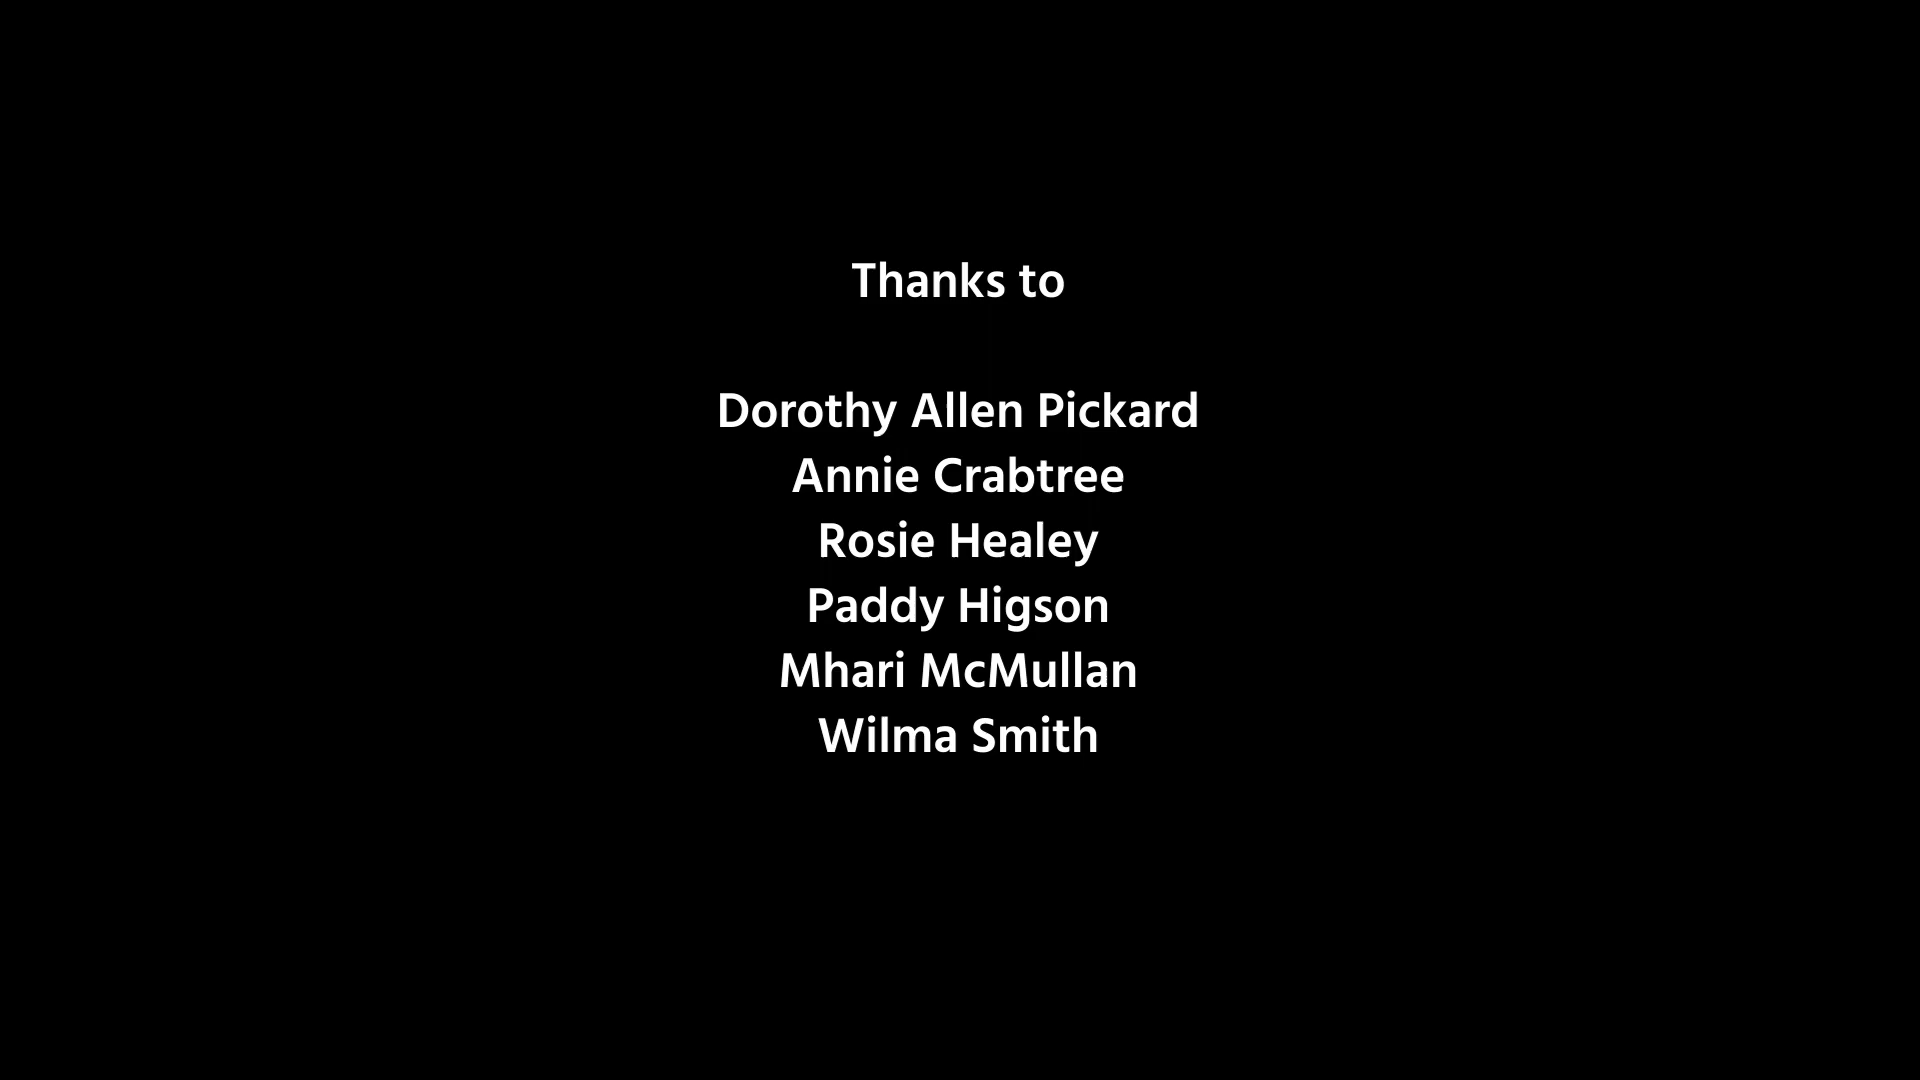 Thanks to
Dorothy Allen Pickard
Annie Crabtree
Rosie Healey
Paddy Higson
Mhari McMullan
Wilma Smith